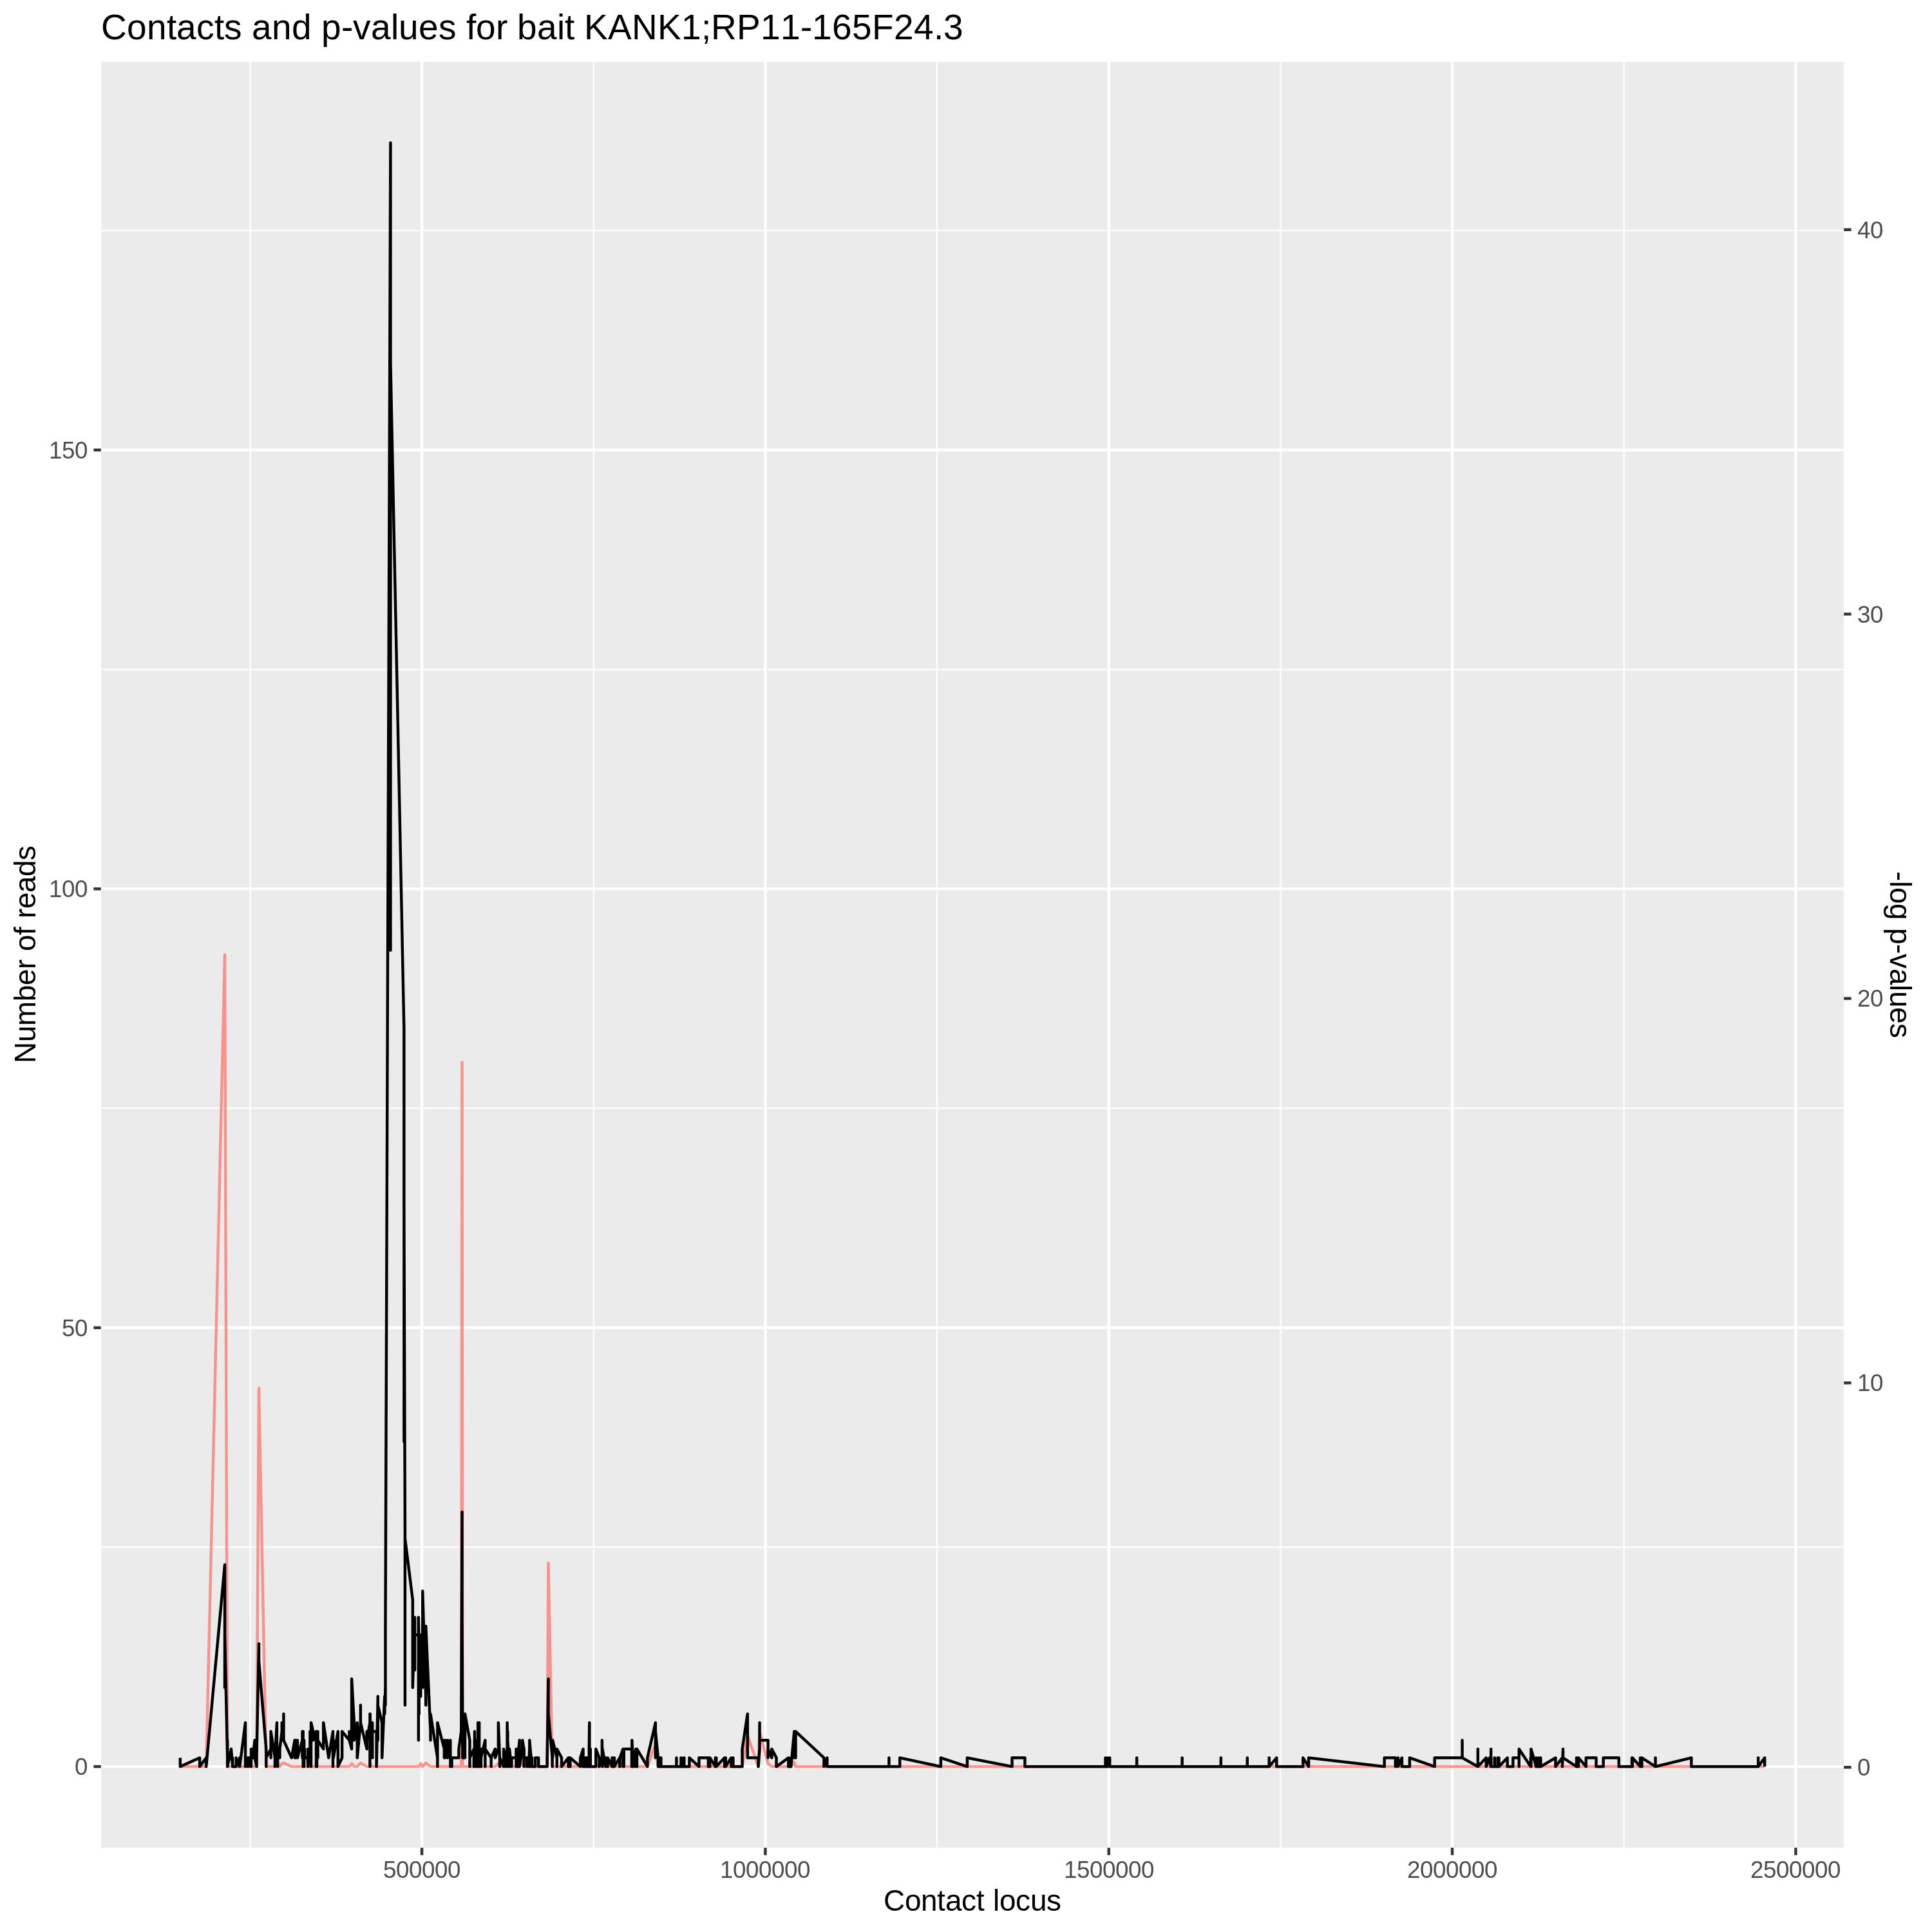 Contacts and p-values for bait KANK1;RP11-165F24.3
Number of reads
150
100
50
0
40
30
20
10
0
-log p-values
500000 1000000 1500000 2000000 2500000
Contact locus